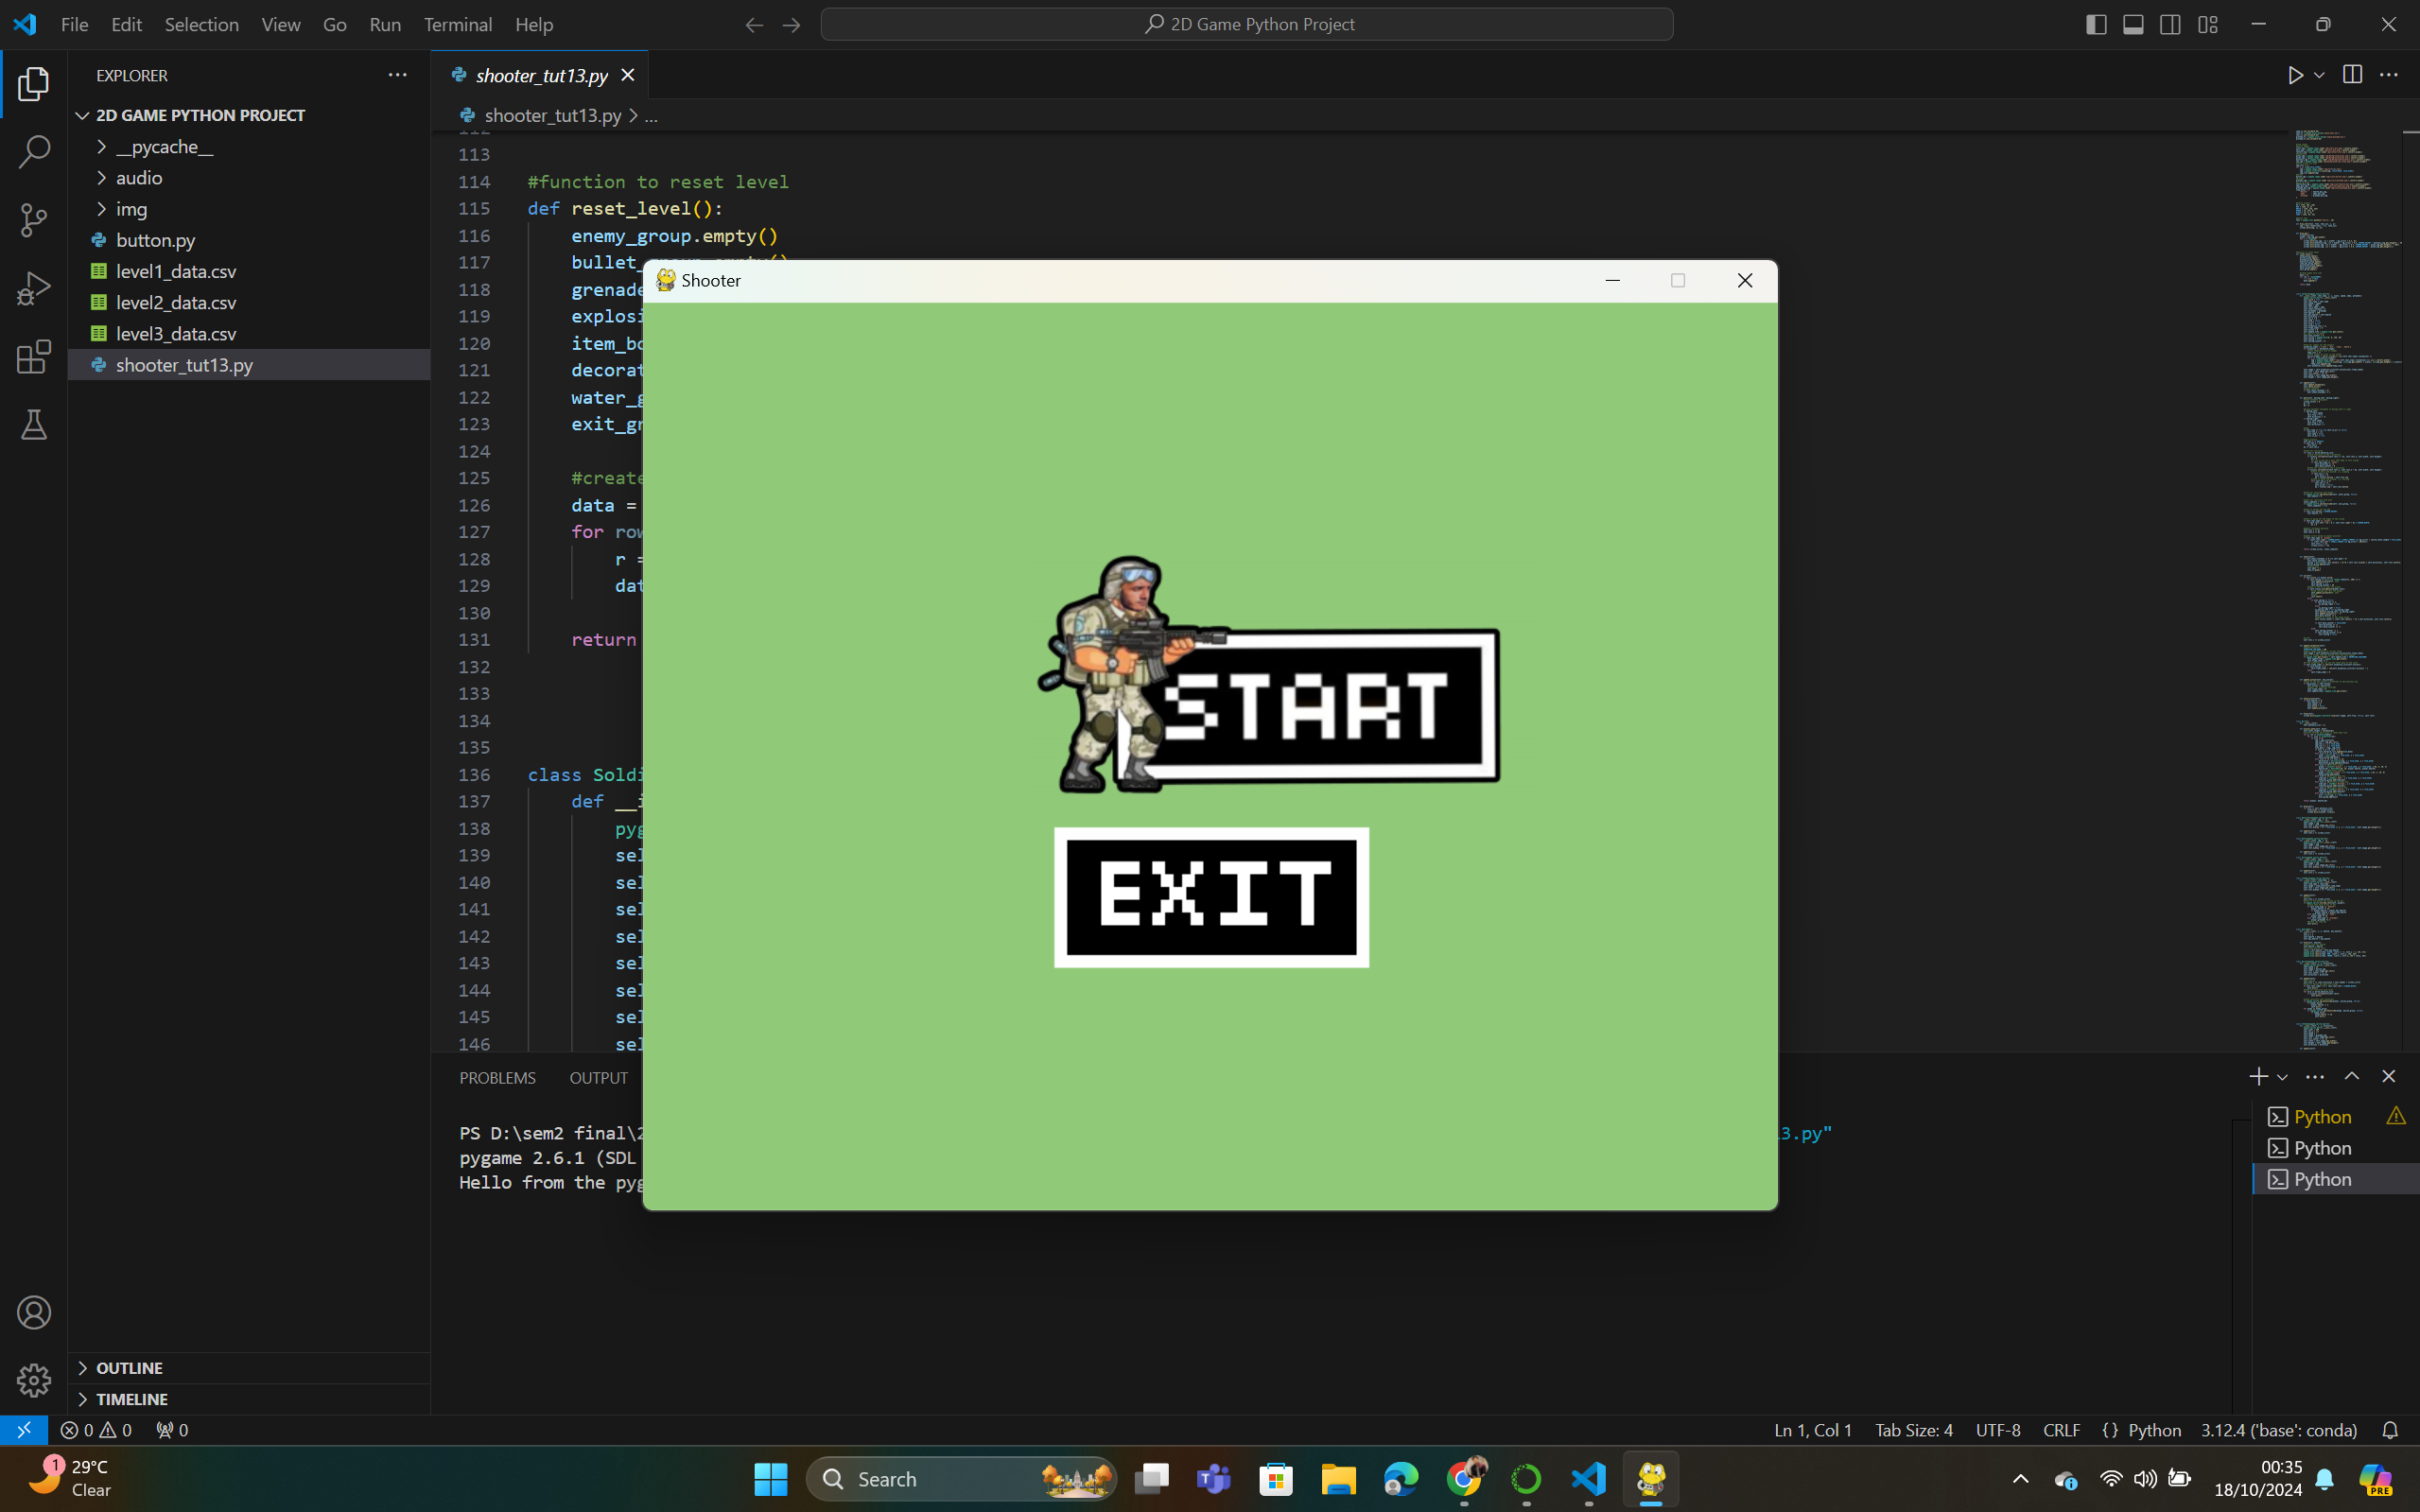 File Edit Selection View Go Run Terminal Help
2D Game Python Project
EXPLORER
2D GAME PYTHON PROJECT
__pycache__
audio
img
button.py
level1_data.csv
level2_data.csv
level3_data.csv
shooter_tut13.py
OUTLINE
TIMELINE
shooter_tut13.py
shooter_tut13.py > ...
113
114 #function to reset level
115 def reset_level():
116 enemy_group.empty()
117 bullet_group.empty()
118 grenade
119 explosi
120 item_bo
121 decorat
122 water_g
123 exit_gr
124
125 #create
126 data =
127 for row
128 r =
129 dat
130
131 return
132
133
134
135
136 class Soldi
137 def __i
138 pyg
139 sel
140 sel
141 sel
142 sel
143 sel
144 sel
145 sel
146 sel
Shooter
START
EXIT
PROBLEMS OUTPUT
PS D:\sem2 final\2 3.py"
pygame 2.6.1 (SDL
Hello from the pyg
Python
Python
Python
0 0 0
Ln 1, Col 1 Tab Size: 4 UTF-8 CRLF {} Python 3.12.4 ('base': conda)
1 29°C
Clear
Search
00:35
18/10/2024
PRE